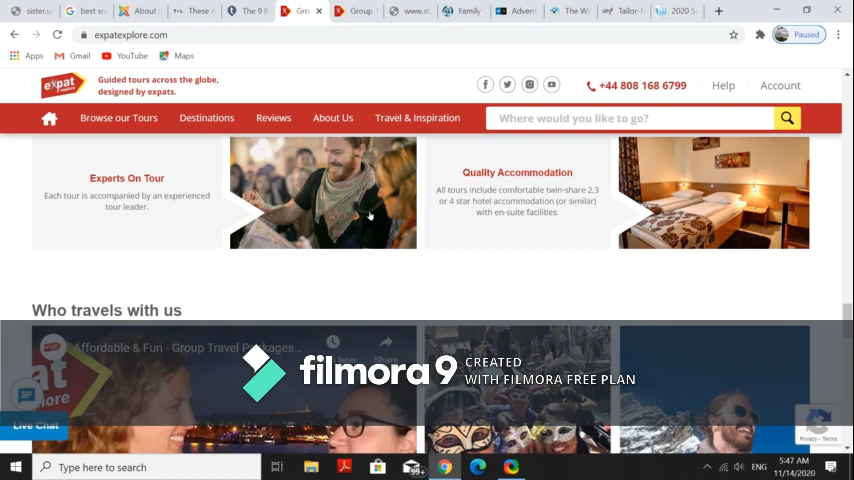 sister.u
best so
About
These A
The 9 B
Gro
Group
www.st
Family
Advent
The Wi
Tailor-M
2020 S
expatexplore.com
Paused
Apps
Gmail
YouTube
Maps
expat
explore
Guided tours across the globe,
designed by expats.
+44 808 168 6799
Help
Account
Browse our Tours
Destinations
Reviews
About Us
Travel & Inspiration
Where would you like to go?
Experts On Tour
Each tour is accompanied by an experienced
tour leader.
Quality Accommodation
All tours include comfortable twin-share 2,3
or 4 star hotel accommodation (or similar)
with en-suite facilities.
Who travels with us
Affordable & Fun - Group Travel Packages...
later
Share
filmora9
CREATED
WITH FILMORA FREE PLAN
Live Chat
Privacy - Terms
Type here to search
99+
ENG
5:47 AM
11/14/2020